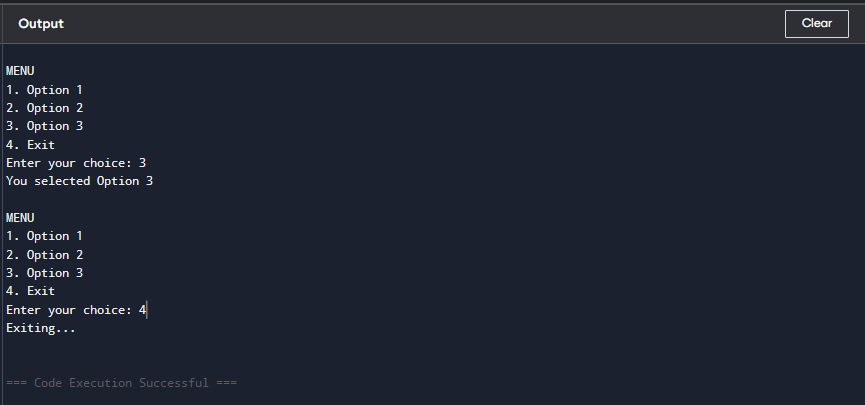 Output
Clear
MENU
1. Option 1
2. Option 2
3. Option 3
4. Exit
Enter your choice: 3
You selected Option 3
MENU
1. Option 1
2. Option 2
3. Option 3
4. Exit
Enter your choice: 4
Exiting...
=== Code Execution Successful ===